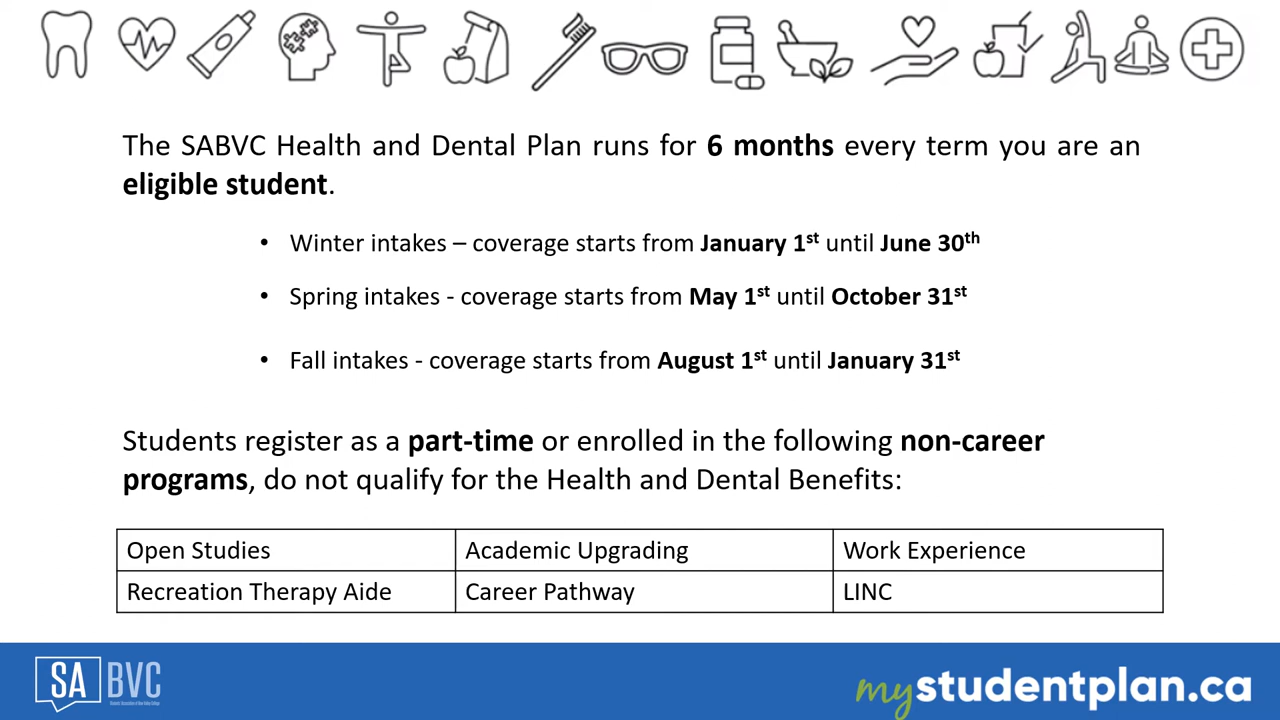 The SABVC Health and Dental Plan runs for 6 months every term you are an
eligible student.
• Winter intakes – coverage starts from January 1st until June 30th
• Spring intakes - coverage starts from May 1st until October 31st
• Fall intakes - coverage starts from August 1st until January 31st
Students register as a part-time or enrolled in the following non-career
programs, do not qualify for the Health and Dental Benefits:
Open Studies Academic Upgrading Work Experience
Recreation Therapy Aide Career Pathway LINC
SA BVC
mystudentplan.ca